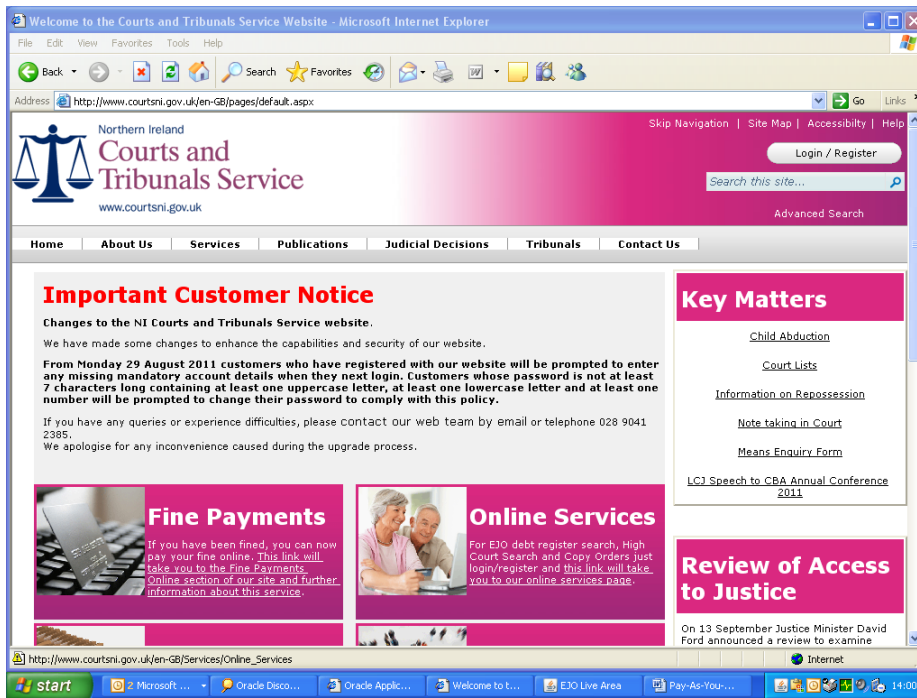 Welcome to the Courts and Tribunals Service Website - Microsoft Internet Explorer
File Edit View Favorites Tools Help
Back Search Favorites
Address http://www.courtsni.gov.uk/en-GB/pages/default.aspx Go Links
Skip Navigation | Site Map | Accessibilty | Help
Northern Ireland
Courts and
Tribunals Service
www.courtsni.gov.uk
Login / Register
Search this site...
Advanced Search
Home About Us Services Publications Judicial Decisions Tribunals Contact Us
Important Customer Notice
Changes to the NI Courts and Tribunals Service website.
We have made some changes to enhance the capabilities and security of our website.
From Monday 29 August 2011 customers who have registered with our website will be prompted to enter
any missing mandatory account details when they next login. Customers whose password is not at least
7 characters long containing at least one uppercase letter, at least one lowercase letter and at least one
number will be prompted to change their password to comply with this policy.
If you have any queries or experience difficulties, please contact our web team by email or telephone 028 9041
2385.
We apologise for any inconvenience caused during the upgrade process.
Key Matters
Child Abduction
Court Lists
Information on Repossession
Note taking in Court
Means Enquiry Form
LCJ Speech to CBA Annual Conference
2011
Fine Payments
If you have been fined, you can now
pay your fine online. This link will
take you to the Fine Payments
Online section of our site and further
information about this service.
Online Services
For EJO debt register search, High
Court Search and Copy Orders just
login/register and this link will take
you to our online services page.
Review of Access
to Justice
On 13 September Justice Minister David
Ford announced a review to examine
http://www.courtsni.gov.uk/en-GB/Services/Online_Services Internet
start 2 Microsoft ... Oracle Disco... Oracle Applic... Welcome to t... EJO Live Area Pay-As-You-... 14:08